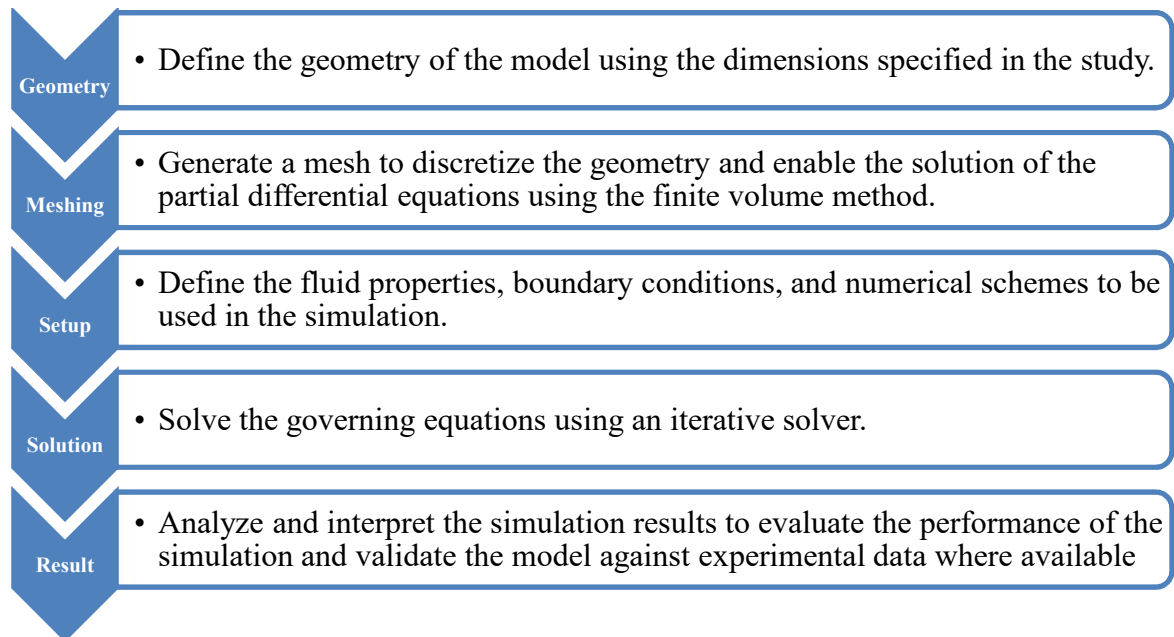 Geometry
• Define the geometry of the model using the dimensions specified in the study.
Meshing
• Generate a mesh to discretize the geometry and enable the solution of the
partial differential equations using the finite volume method.
Setup
• Define the fluid properties, boundary conditions, and numerical schemes to be
used in the simulation.
Solution
• Solve the governing equations using an iterative solver.
Result
• Analyze and interpret the simulation results to evaluate the performance of the
simulation and validate the model against experimental data where available